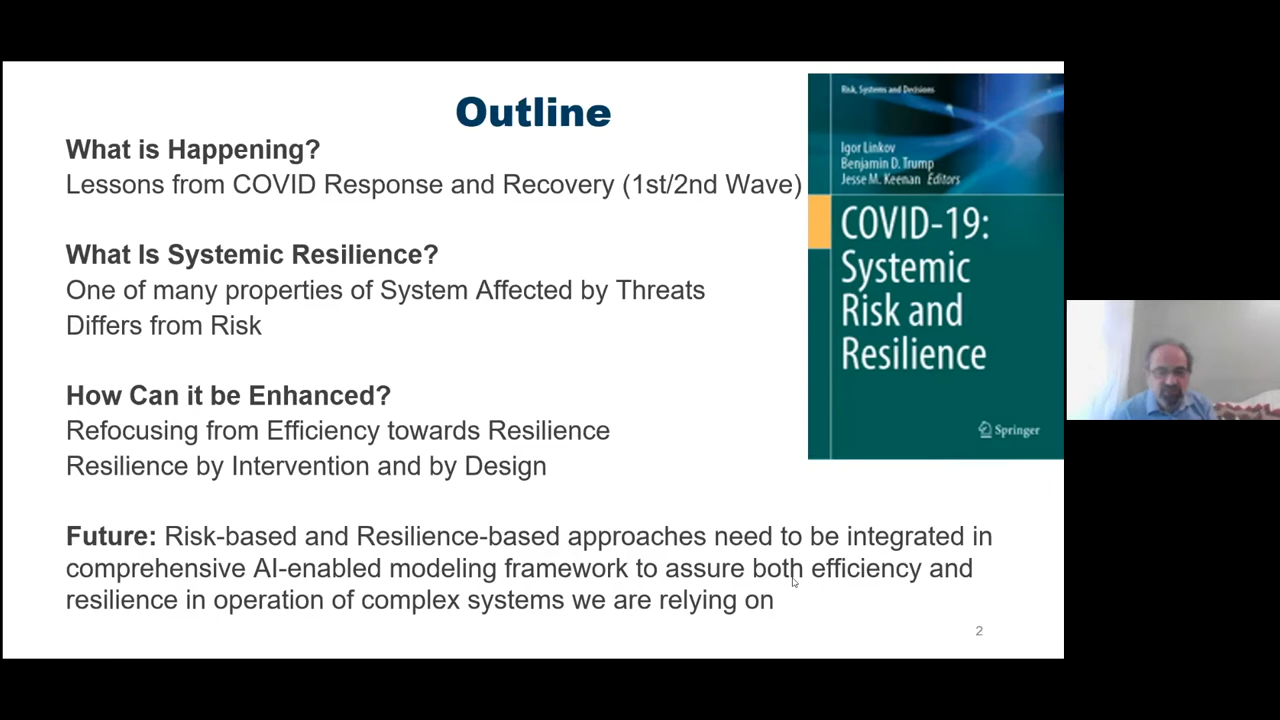 Outline
What is Happening?
Lessons from COVID Response and Recovery (1st/2nd Wave)
What Is Systemic Resilience?
One of many properties of System Affected by Threats
Differs from Risk
How Can it be Enhanced?
Refocusing from Efficiency towards Resilience
Resilience by Intervention and by Design
Future: Risk-based and Resilience-based approaches need to be integrated in
comprehensive AI-enabled modeling framework to assure both efficiency and
resilience in operation of complex systems we are relying on
2
Risk, Systems and Decisions
Igor Linkov
Benjamin D. Trump
Jesse M. Keenan Editors
COVID-19:
Systemic
Risk and
Resilience
Springer